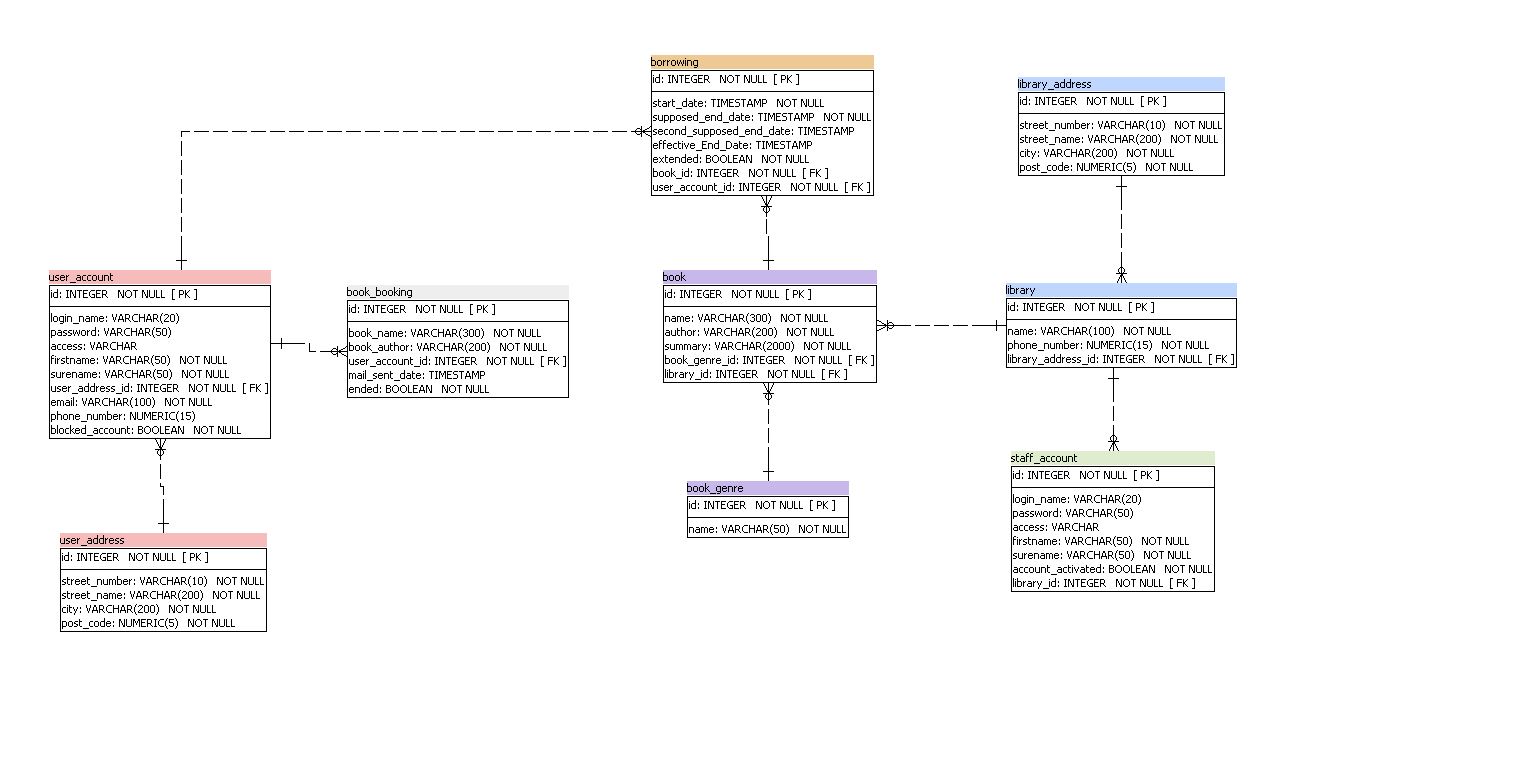 borrowing
id: INTEGER NOT NULL [ PK ]
start_date: TIMESTAMP NOT NULL
supposed_end_date: TIMESTAMP NOT NULL
second_supposed_end_date: TIMESTAMP
effective_End_Date: TIMESTAMP
extended: BOOLEAN NOT NULL
book_id: INTEGER NOT NULL [ FK ]
user_account_id: INTEGER NOT NULL [ FK ]
library_address
id: INTEGER NOT NULL [ PK ]
street_number: VARCHAR(10) NOT NULL
street_name: VARCHAR(200) NOT NULL
city: VARCHAR(200) NOT NULL
post_code: NUMERIC(5) NOT NULL
user_account
id: INTEGER NOT NULL [ PK ]
login_name: VARCHAR(20)
password: VARCHAR(50)
access: VARCHAR
firstname: VARCHAR(50) NOT NULL
surename: VARCHAR(50) NOT NULL
user_address_id: INTEGER NOT NULL [ FK ]
email: VARCHAR(100) NOT NULL
phone_number: NUMERIC(15)
blocked_account: BOOLEAN NOT NULL
book_booking
id: INTEGER NOT NULL [ PK ]
book_name: VARCHAR(300) NOT NULL
book_author: VARCHAR(200) NOT NULL
user_account_id: INTEGER NOT NULL [ FK ]
mail_sent_date: TIMESTAMP
ended: BOOLEAN NOT NULL
book
id: INTEGER NOT NULL [ PK ]
name: VARCHAR(300) NOT NULL
author: VARCHAR(200) NOT NULL
summary: VARCHAR(2000) NOT NULL
book_genre_id: INTEGER NOT NULL [ FK ]
library_id: INTEGER NOT NULL [ FK ]
library
id: INTEGER NOT NULL [ PK ]
name: VARCHAR(100) NOT NULL
phone_number: NUMERIC(15) NOT NULL
library_address_id: INTEGER NOT NULL [ FK ]
user_address
id: INTEGER NOT NULL [ PK ]
street_number: VARCHAR(10) NOT NULL
street_name: VARCHAR(200) NOT NULL
city: VARCHAR(200) NOT NULL
post_code: NUMERIC(5) NOT NULL
book_genre
id: INTEGER NOT NULL [ PK ]
name: VARCHAR(50) NOT NULL
staff_account
id: INTEGER NOT NULL [ PK ]
login_name: VARCHAR(20)
password: VARCHAR(50)
access: VARCHAR
firstname: VARCHAR(50) NOT NULL
surename: VARCHAR(50) NOT NULL
account_activated: BOOLEAN NOT NULL
library_id: INTEGER NOT NULL [ FK ]